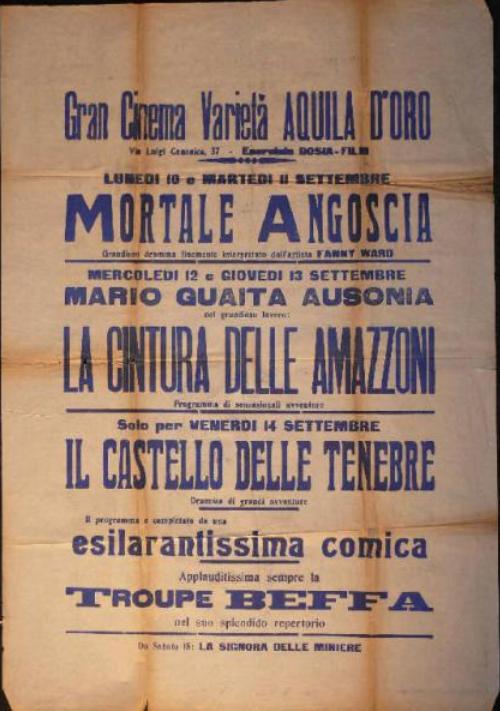 Gran Cinema Varietà AQUILA D'ORO
Via Luigi Canonica, 37 - Esercizio DOSIA-FILM
LUNEDI 10 e MARTEDI 11 SETTEMBRE
MORTALE ANGOSCIA
Grandioso dramma finemente interpretato dall'artista FANNY WARD
MERCOLEDI 12 e GIOVEDI 13 SETTEMBRE
MARIO GUAITA AUSONIA
nel grandioso lavoro:
LA CINTURA DELLE AMAZZONI
Programma di sensazionali avventure
Solo per VENERDI 14 SETTEMBRE
IL CASTELLO DELLE TENEBRE
Dramma di grandi avventure
Il programma è completato da una
esilarantissima comica
Applauditissima sempre la
TROUPE BEFFA
nel suo splendido repertorio
Da Sabato 15: LA SIGNORA DELLE MINIERE